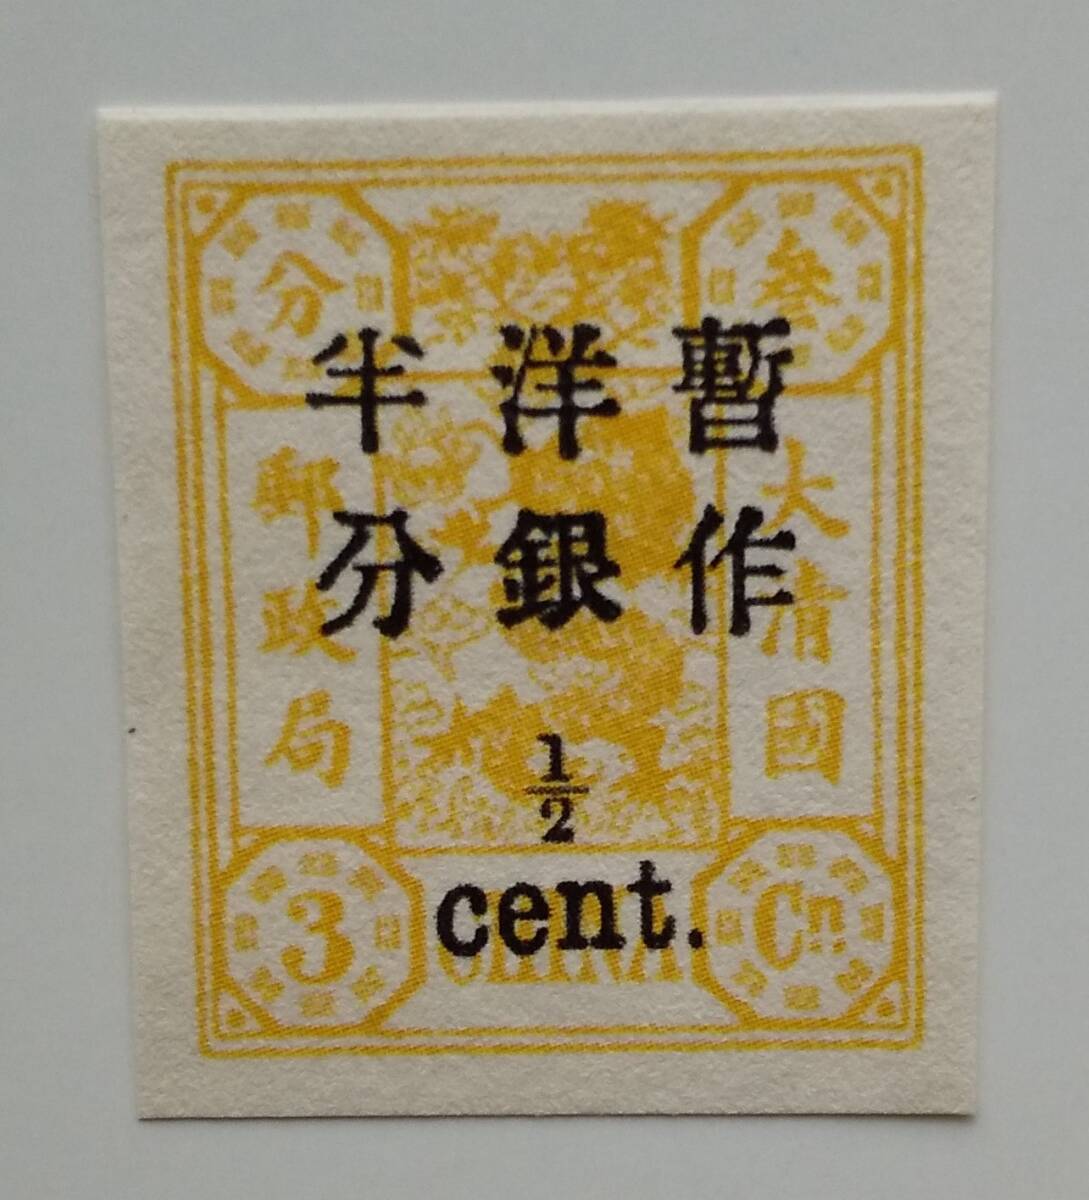 分 叁
暫作
洋銀
半分
大清國
郵政局
1/2
cent.
3 CHINA Cn